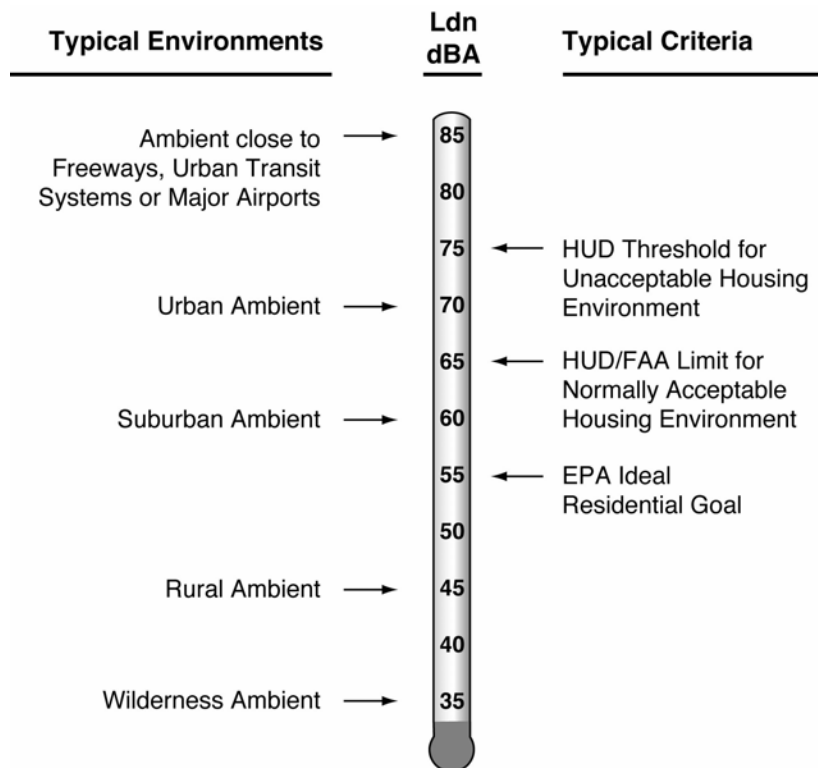 Typical Environments
Ldn
dBA
Typical Criteria
Ambient close to
Freeways, Urban Transit
Systems or Major Airports
Urban Ambient
Suburban Ambient
Rural Ambient
Wilderness Ambient
85
80
75
70
65
60
55
50
45
40
35
HUD Threshold for
Unacceptable Housing
Environment
HUD/FAA Limit for
Normally Acceptable
Housing Environment
EPA Ideal
Residential Goal